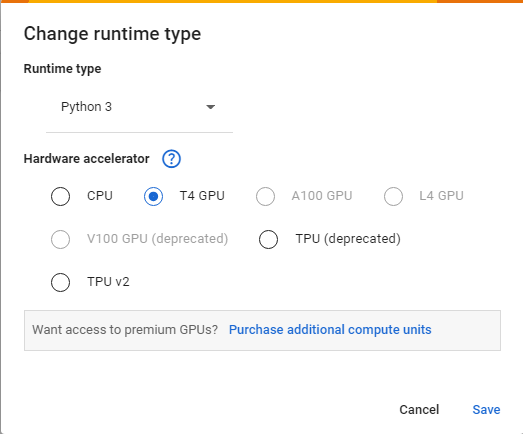 Change runtime type
Runtime type
Python 3
Hardware accelerator ?
CPU T4 GPU A100 GPU L4 GPU
V100 GPU (deprecated) TPU (deprecated)
TPU v2
Want access to premium GPUs? Purchase additional compute units
Cancel Save